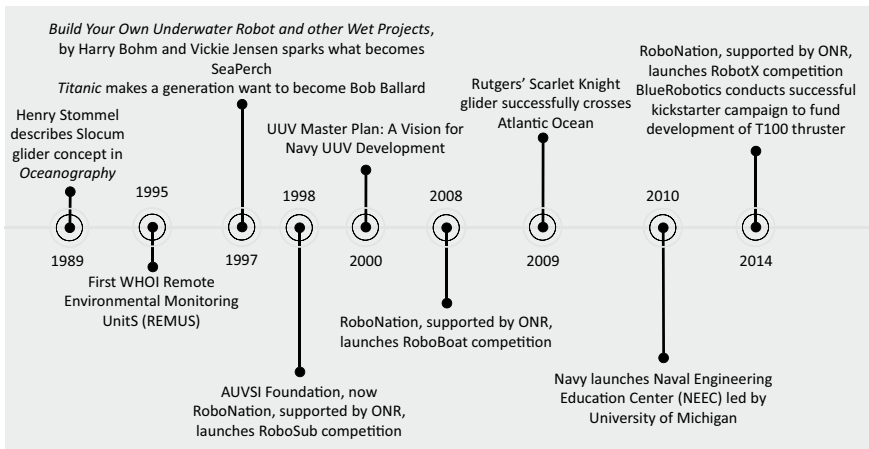 Henry Stommel
describes Slocum
glider concept in
Oceanography
1989
1995
First WHOI Remote
Environmental Monitoring
UnitS (REMUS)
Build Your Own Underwater Robot and other Wet Projects,
by Harry Bohm and Vickie Jensen sparks what becomes
SeaPerch
Titanic makes a generation want to become Bob Ballard
1997
1998
AUVSI Foundation, now
RoboNation, supported by ONR,
launches RoboSub competition
UUV Master Plan: A Vision for
Navy UUV Development
2000
2008
RoboNation, supported by ONR,
launches RoboBoat competition
Rutgers’ Scarlet Knight
glider successfully crosses
Atlantic Ocean
2009
2010
Navy launches Naval Engineering
Education Center (NEEC) led by
University of Michigan
RoboNation, supported by ONR,
launches RobotX competition
BlueRobotics conducts successful
kickstarter campaign to fund
development of T100 thruster
2014